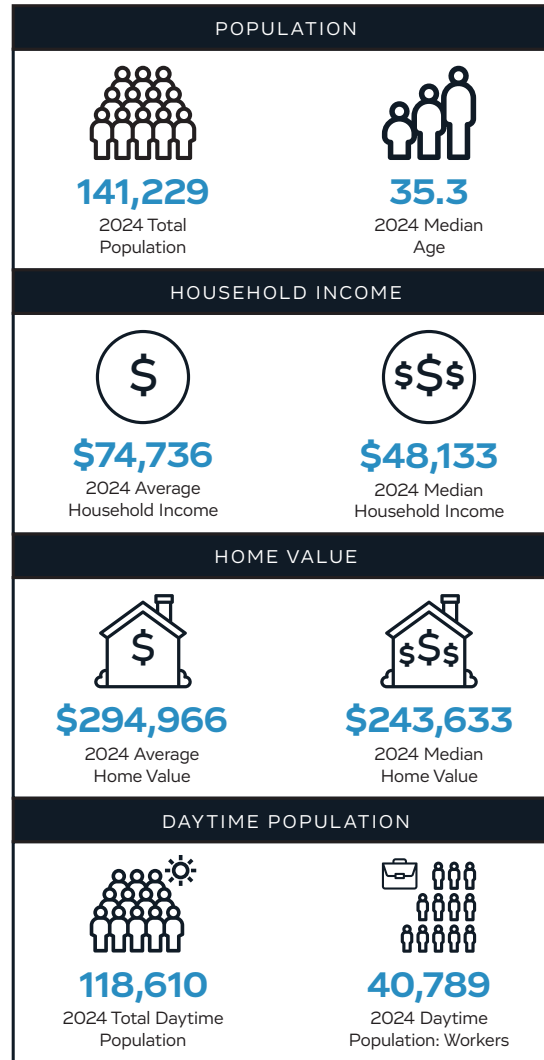 POPULATION
141,229
2024 Total
Population
35.3
2024 Median
Age
HOUSEHOLD INCOME
$
$74,736
2024 Average
Household Income
$$$
$48,133
2024 Median
Household Income
HOME VALUE
$
$294,966
2024 Average
Home Value
$$$
$243,633
2024 Median
Home Value
DAYTIME POPULATION
118,610
2024 Total Daytime
Population
40,789
2024 Daytime
Population: Workers